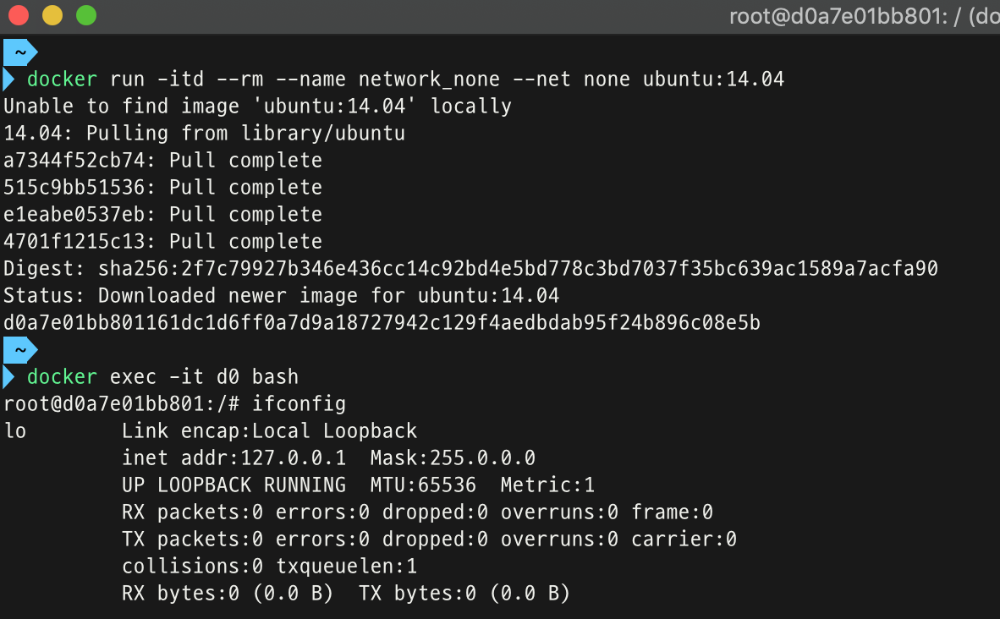 root@d0a7e01bb801: / (do
~
docker run -itd --rm --name network_none --net none ubuntu:14.04
Unable to find image 'ubuntu:14.04' locally
14.04: Pulling from library/ubuntu
a7344f52cb74: Pull complete
515c9bb51536: Pull complete
e1eabe0537eb: Pull complete
4701f1215c13: Pull complete
Digest: sha256:2f7c79927b346e436cc14c92bd4e5bd778c3bd7037f35bc639ac1589a7acfa90
Status: Downloaded newer image for ubuntu:14.04
d0a7e01bb801161dc1d6ff0a7d9a18727942c129f4aedbdab95f24b896c08e5b
~
docker exec -it d0 bash
root@d0a7e01bb801:/# ifconfig
lo        Link encap:Local Loopback
          inet addr:127.0.0.1  Mask:255.0.0.0
          UP LOOPBACK RUNNING  MTU:65536  Metric:1
          RX packets:0 errors:0 dropped:0 overruns:0 frame:0
          TX packets:0 errors:0 dropped:0 overruns:0 carrier:0
          collisions:0 txqueuelen:1
          RX bytes:0 (0.0 B)  TX bytes:0 (0.0 B)